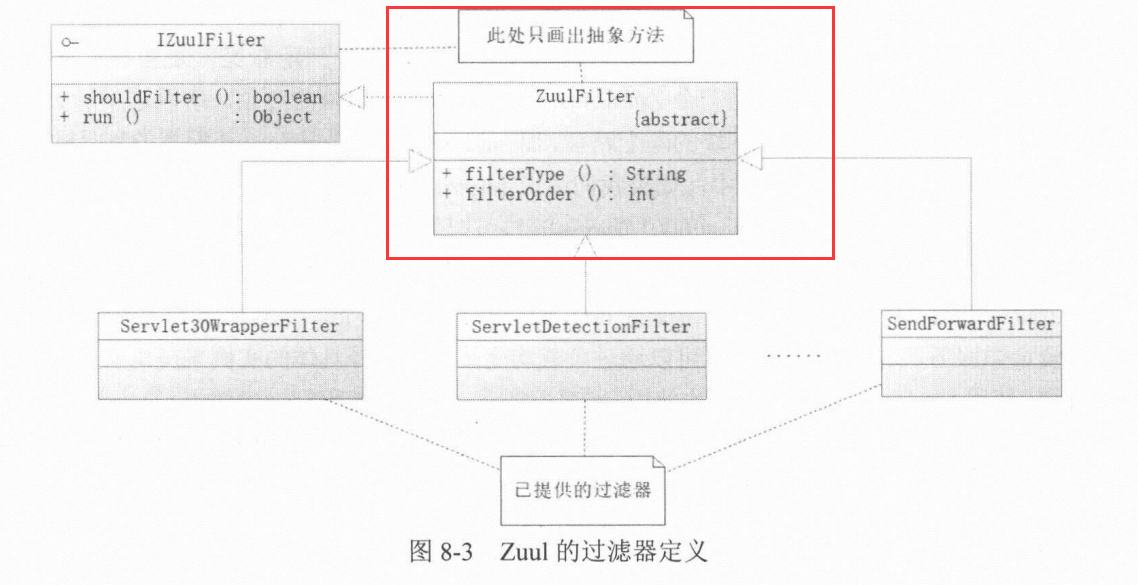 IZuulFilter
+ shouldFilter (): boolean
+ run () : Object
此处只画出抽象方法
ZuulFilter
{abstract}
+ filterType () : String
+ filterOrder (): int
Servlet30WrapperFilter
ServletDetectionFilter
......
SendForwardFilter
已提供的过滤器
图 8-3 Zuul 的过滤器定义